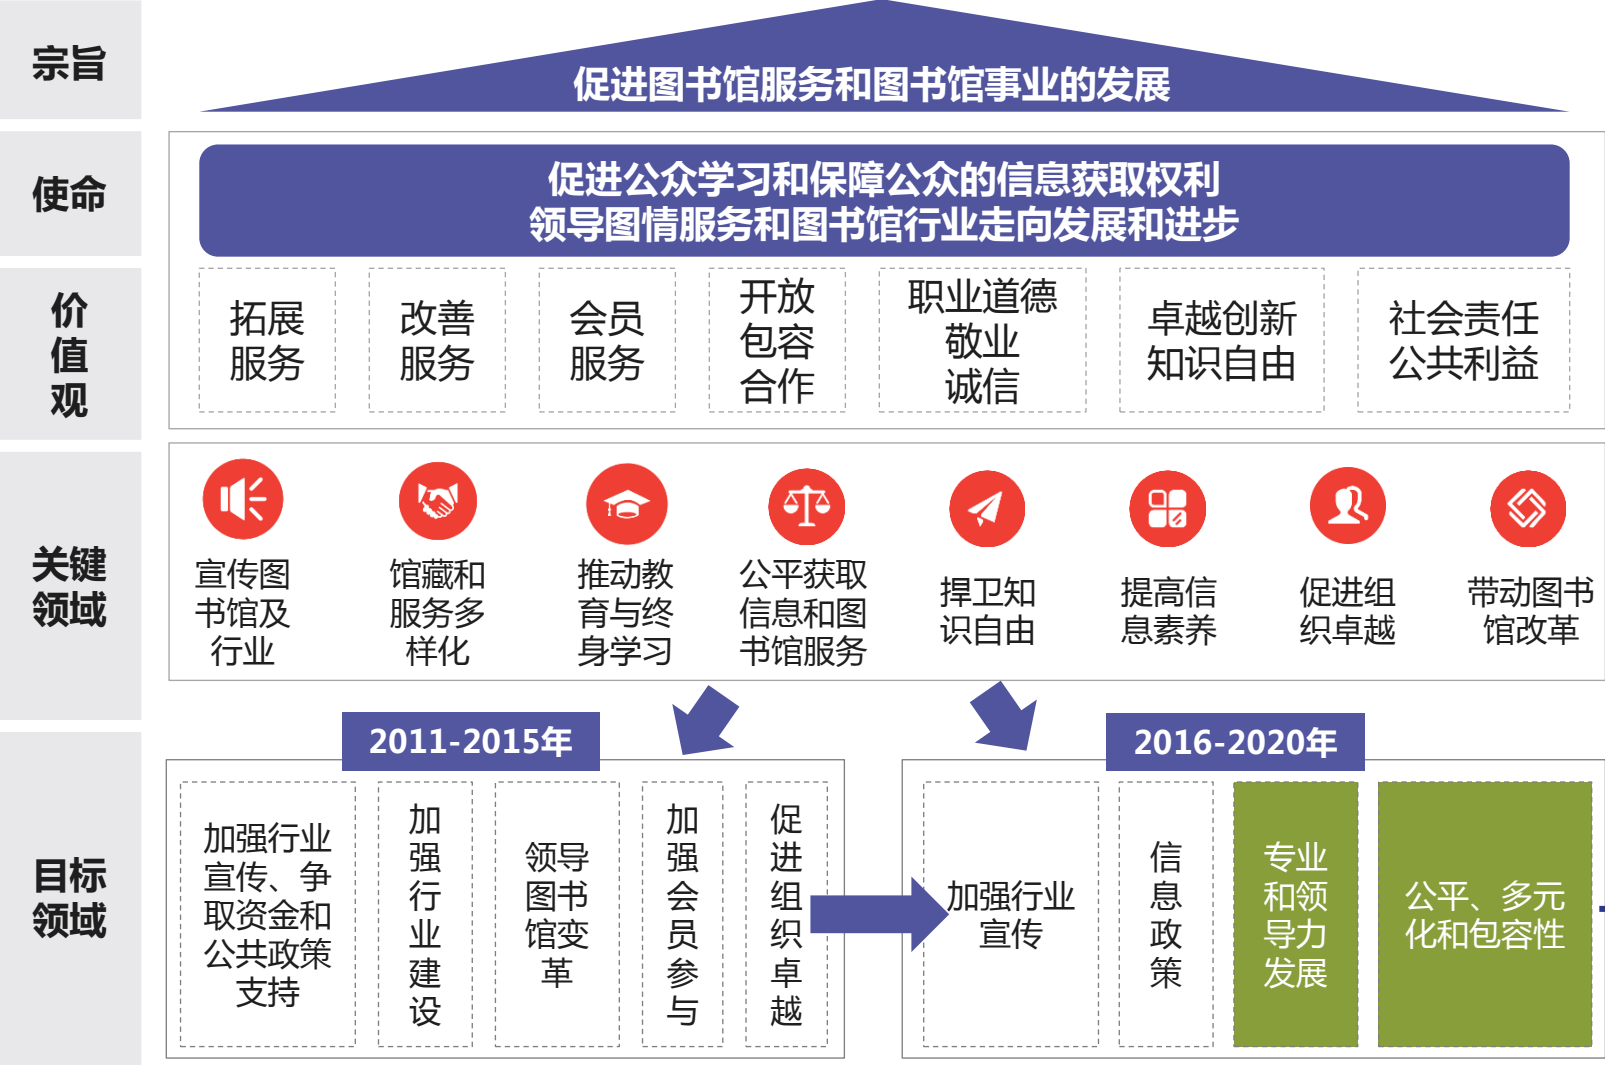 宗旨
促进图书馆服务和图书馆事业的发展
使命
促进公众学习和保障公众的信息获取权利
领导图情服务和图书馆行业走向发展和进步
价
值
观
拓展
服务
改善
服务
会员
服务
开放
包容
合作
职业道德
敬业
诚信
卓越创新
知识自由
社会责任
公共利益
关键
领域
宣传图
书馆及
行业
馆藏和
服务多
样化
推动教
育与终
身学习
公平获取
信息和图
书馆服务
捍卫知
识自由
提高信
息素养
促进组
织卓越
带动图书
馆改革
目标
领域
2011-2015年
加强行业
宣传、争
取资金和
公共政策
支持
加
强
行
业
建
设
领导
图书
馆变
革
加
强
会
员
参
与
促
进
组
织
卓
越
2016-2020年
加强行业
宣传
信
息
政
策
专业
和领
导力
发展
公平、多元
化和包容性